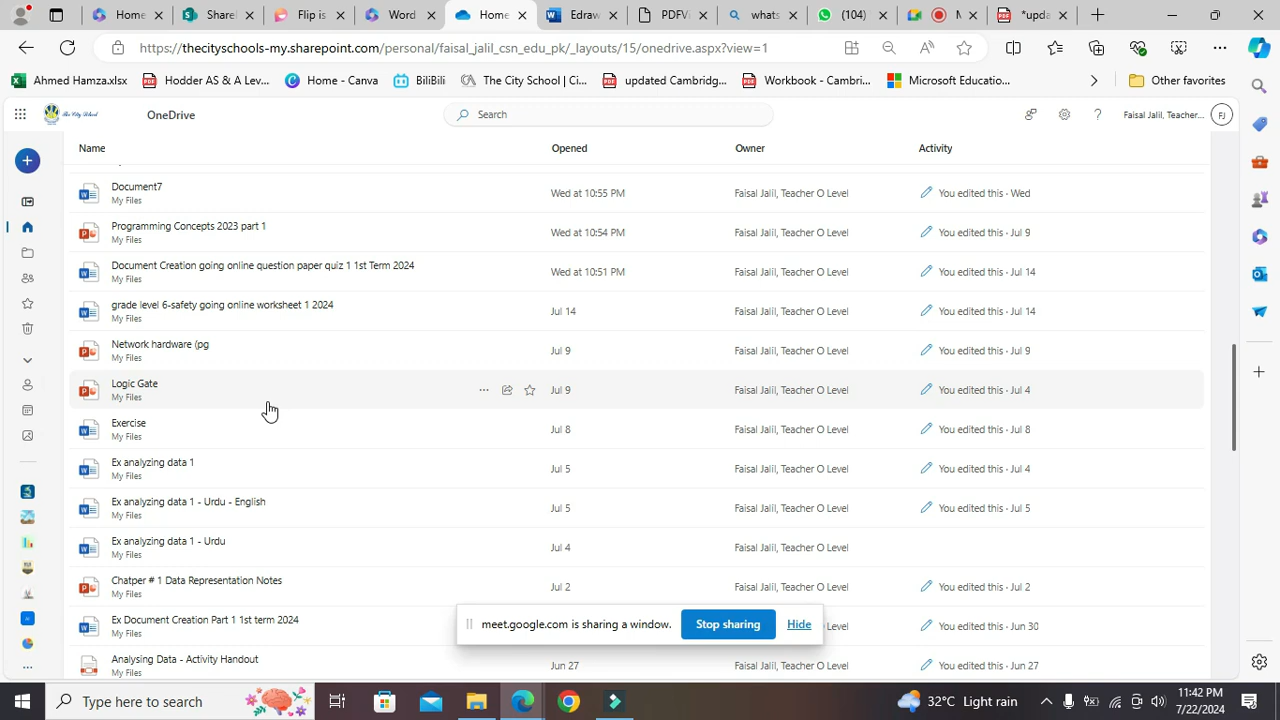 Home
Shari
Flip is
Word
Home
Edraw
PDFVi
whats
(104)
M
*upda
https://thecityschools-my.sharepoint.com/personal/faisal_jalil_csn_edu_pk/_layouts/15/onedrive.aspx?view=1
Ahmed Hamza.xlsx
Hodder AS & A Lev...
Home - Canva
BiliBili
The City School | Ci...
updated Cambridg...
Workbook - Cambri...
Microsoft Educatio...
Other favorites
The City School
OneDrive
Search
Faisal Jalil, Teacher...
FJ
Name Opened Owner Activity
Document7
My Files
Wed at 10:55 PM Faisal Jalil, Teacher O Level You edited this · Wed
Programming Concepts 2023 part 1
My Files
Wed at 10:54 PM Faisal Jalil, Teacher O Level You edited this · Jul 9
Document Creation going online question paper quiz 1 1st Term 2024
My Files
Wed at 10:51 PM Faisal Jalil, Teacher O Level You edited this · Jul 14
grade level 6-safety going online worksheet 1 2024
My Files
Jul 14 Faisal Jalil, Teacher O Level You edited this · Jul 14
Network hardware (pg
My Files
Jul 9 Faisal Jalil, Teacher O Level You edited this · Jul 9
Logic Gate
My Files
Jul 9 Faisal Jalil, Teacher O Level You edited this · Jul 4
Exercise
My Files
Jul 8 Faisal Jalil, Teacher O Level You edited this · Jul 8
Ex analyzing data 1
My Files
Jul 5 Faisal Jalil, Teacher O Level You edited this · Jul 4
Ex analyzing data 1 - Urdu - English
My Files
Jul 5 Faisal Jalil, Teacher O Level You edited this · Jul 5
Ex analyzing data 1 - Urdu
My Files
Jul 4 Faisal Jalil, Teacher O Level
Chatper # 1 Data Representation Notes
My Files
Jul 2 Faisal Jalil, Teacher O Level You edited this · Jul 2
Ex Document Creation Part 1 1st term 2024
My Files
Faisal Jalil, Teacher O Level You edited this · Jun 30
Analysing Data - Activity Handout
My Files
Jun 27 Faisal Jalil, Teacher O Level You edited this · Jun 27
meet.google.com is sharing a window.
Stop sharing
Hide
Type here to search
32°C Light rain
11:42 PM
7/22/2024